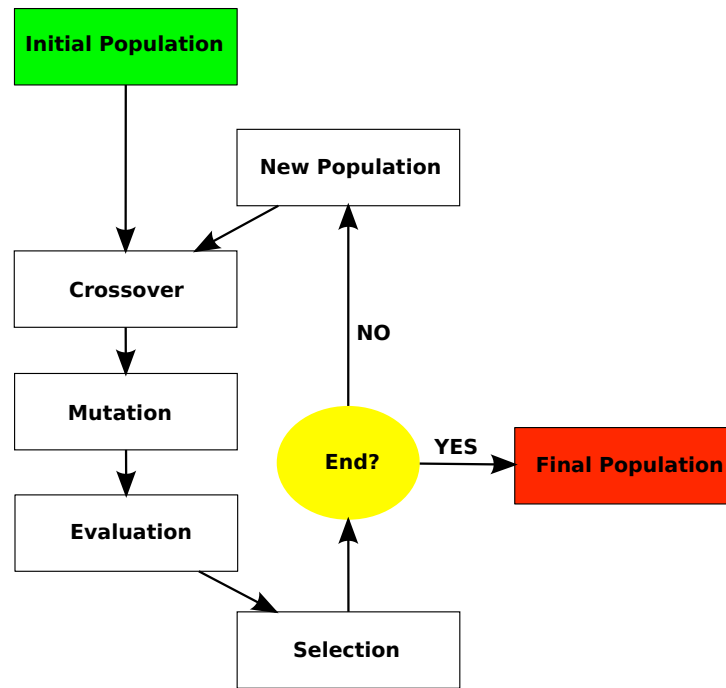 Initial Population
New Population
Crossover
NO
Mutation
End?
YES
Final Population
Evaluation
Selection